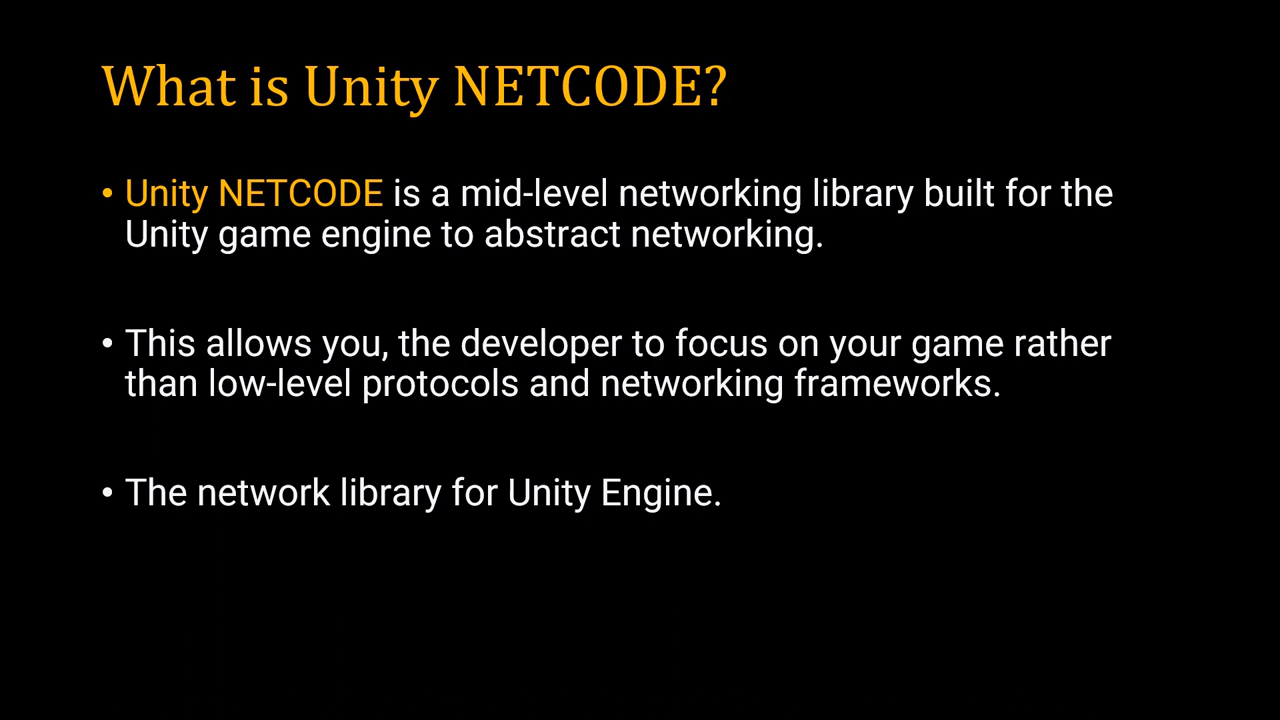 What is Unity NETCODE?
• Unity NETCODE is a mid-level networking library built for the
Unity game engine to abstract networking.
• This allows you, the developer to focus on your game rather
than low-level protocols and networking frameworks.
• The network library for Unity Engine.